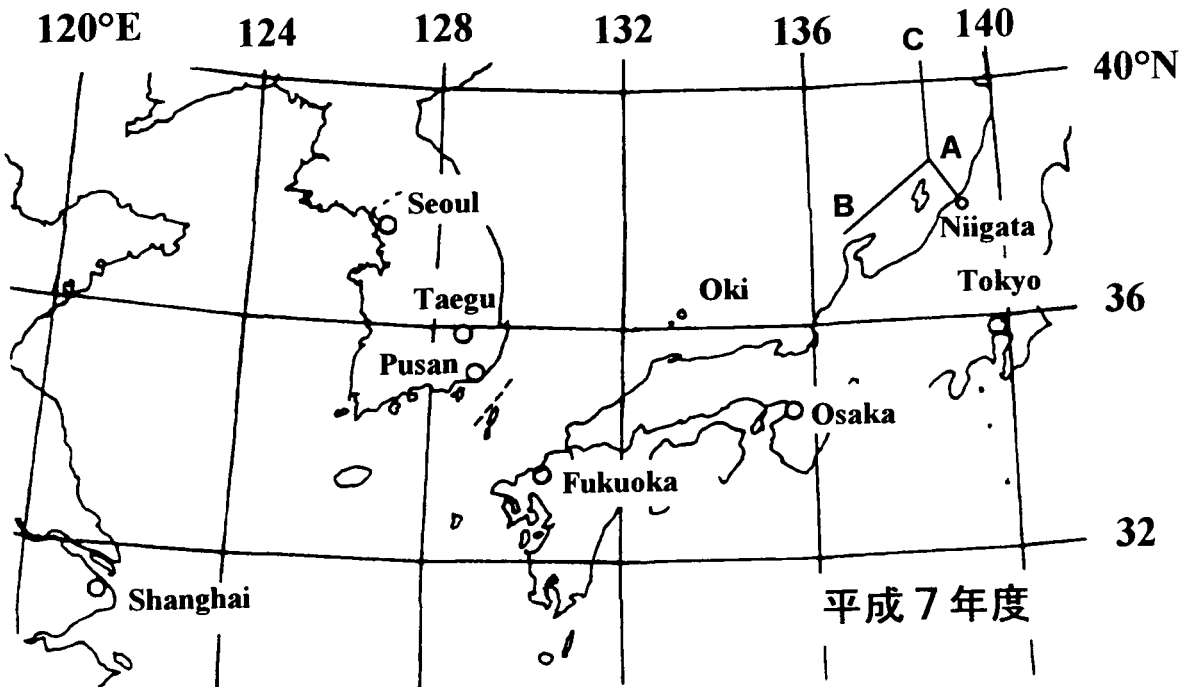 120°E 124 128 132 136 C 140
40°N
A
B
Seoul
Niigata
Tokyo
Oki
Taegu
36
Pusan
Osaka
Fukuoka
32
Shanghai
平成７年度